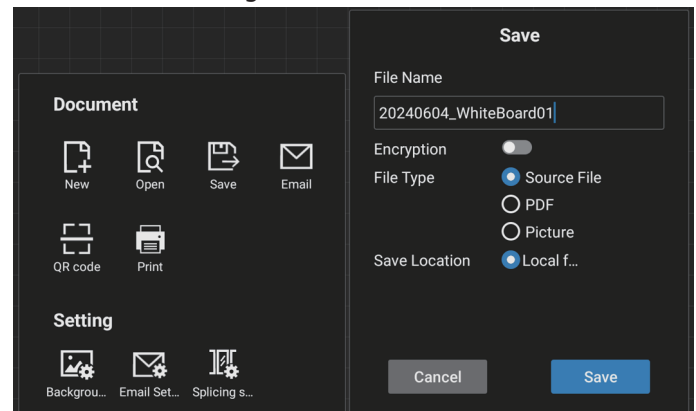 Document
New
Open
Save
Email
QR code
Print
Setting
Backgrou...
Email Set...
Splicing s...
Save
File Name
20240604_WhiteBoard01
Encryption
File Type
Source File
PDF
Picture
Save Location
Local f...
Cancel
Save